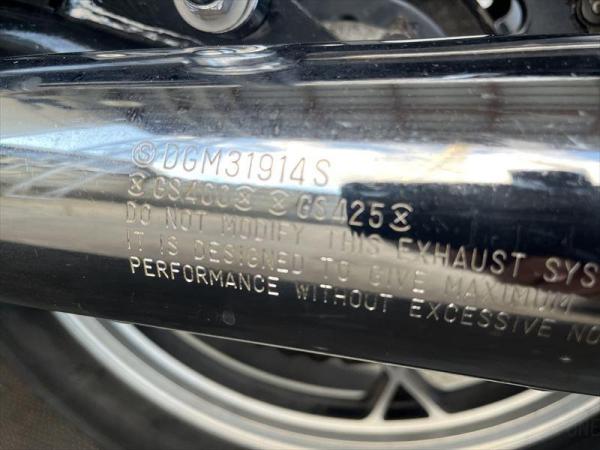 Ⓢ DGM31914S
GS400 GS425
DO NOT MODIFY THIS EXHAUST SYS
IT IS DESIGNED TO GIVE MAXIMUM
PERFORMANCE WITHOUT EXCESSIVE NO